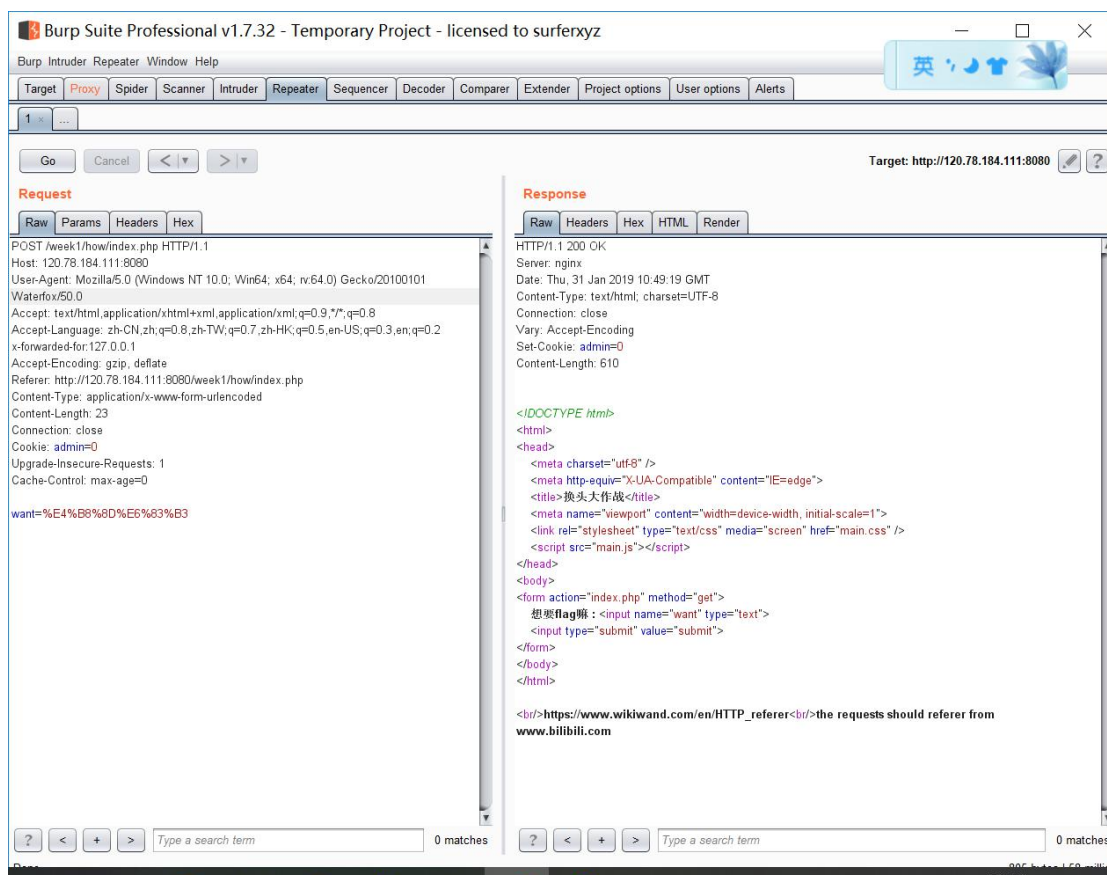 Burp Suite Professional v1.7.32 - Temporary Project - licensed to surferxyz
Burp Intruder Repeater Window Help
英
Target Proxy Spider Scanner Intruder Repeater Sequencer Decoder Comparer Extender Project options User options Alerts
1 × ...
Go Cancel < > Target: http://120.78.184.111:8080 ?
Request
Raw Params Headers Hex
POST /week1/how/index.php HTTP/1.1
Host: 120.78.184.111:8080
User-Agent: Mozilla/5.0 (Windows NT 10.0; Win64; x64; rv:64.0) Gecko/20100101
Waterfox/50.0
Accept: text/html,application/xhtml+xml,application/xml;q=0.9,*/*;q=0.8
Accept-Language: zh-CN,zh;q=0.8,zh-TW;q=0.7,zh-HK;q=0.5,en-US;q=0.3,en;q=0.2
x-forwarded-for:127.0.0.1
Accept-Encoding: gzip, deflate
Referer: http://120.78.184.111:8080/week1/how/index.php
Content-Type: application/x-www-form-urlencoded
Content-Length: 23
Connection: close
Cookie: admin=0
Upgrade-Insecure-Requests: 1
Cache-Control: max-age=0
want=%E4%B8%8D%E6%83%B3
? < + > Type a search term 0 matches
Response
Raw Headers Hex HTML Render
HTTP/1.1 200 OK
Server: nginx
Date: Thu, 31 Jan 2019 10:49:19 GMT
Content-Type: text/html; charset=UTF-8
Connection: close
Vary: Accept-Encoding
Set-Cookie: admin=0
Content-Length: 610
<!DOCTYPE html>
<html>
<head>
<meta charset="utf-8" />
<meta http-equiv="X-UA-Compatible" content="IE=edge">
<title>换头大作战</title>
<meta name="viewport" content="width=device-width, initial-scale=1">
<link rel="stylesheet" type="text/css" media="screen" href="main.css" />
<script src="main.js"></script>
</head>
<body>
<form action="index.php" method="get">
想要flag嘛：<input name="want" type="text">
<input type="submit" value="submit">
</form>
</body>
</html>
<br/>https://www.wikiwand.com/en/HTTP_referer<br/>the requests should referer from
www.bilibili.com
? < + > Type a search term 0 matches